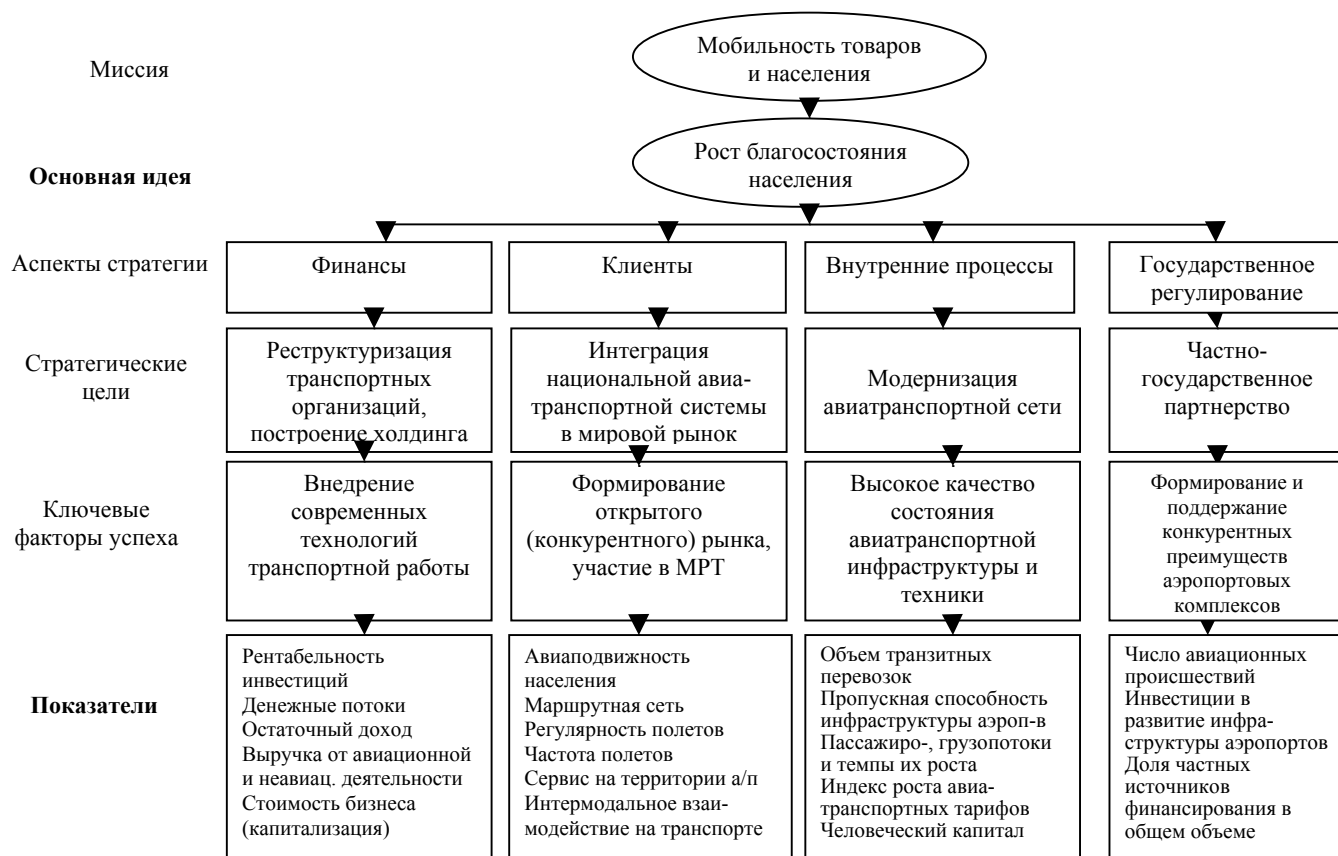 Миссия
Мобильность товаров
и населения
Основная идея
Рост благосостояния
населения
Аспекты стратегии
Финансы
Клиенты
Внутренние процессы
Государственное
регулирование
Стратегические
цели
Реструктуризация
транспортных
организаций,
построение холдинга
Интеграция
национальной авиа-
транспортной системы
в мировой рынок
Модернизация
авиатранспортной сети
Частно-
государственное
партнерство
Ключевые
факторы успеха
Внедрение
современных
технологий
транспортной работы
Формирование
открытого
(конкурентного) рынка,
участие в МРТ
Высокое качество
состояния
авиатранспортной
инфраструктуры и
техники
Формирование и
поддержание
конкурентных
преимуществ
аэропортовых
комплексов
Показатели
Рентабельность
инвестиций
Денежные потоки
Остаточный доход
Выручка от авиационной
и неавиац. деятельности
Стоимость бизнеса
(капитализация)
Авиаподвижность
населения
Маршрутная сеть
Регулярность полетов
Частота полетов
Сервис на территории а/п
Интермодальное взаи-
модействие на транспорте
Объем транзитных
перевозок
Пропускная способность
инфраструктуры аэроп-в
Пассажиро-, грузопотоки
и темпы их роста
Индекс роста авиа-
транспортных тарифов
Человеческий капитал
Число авиационных
происшествий
Инвестиции в
развитие инфра-
структуры аэропортов
Доля частных
источников
финансирования в
общем объеме